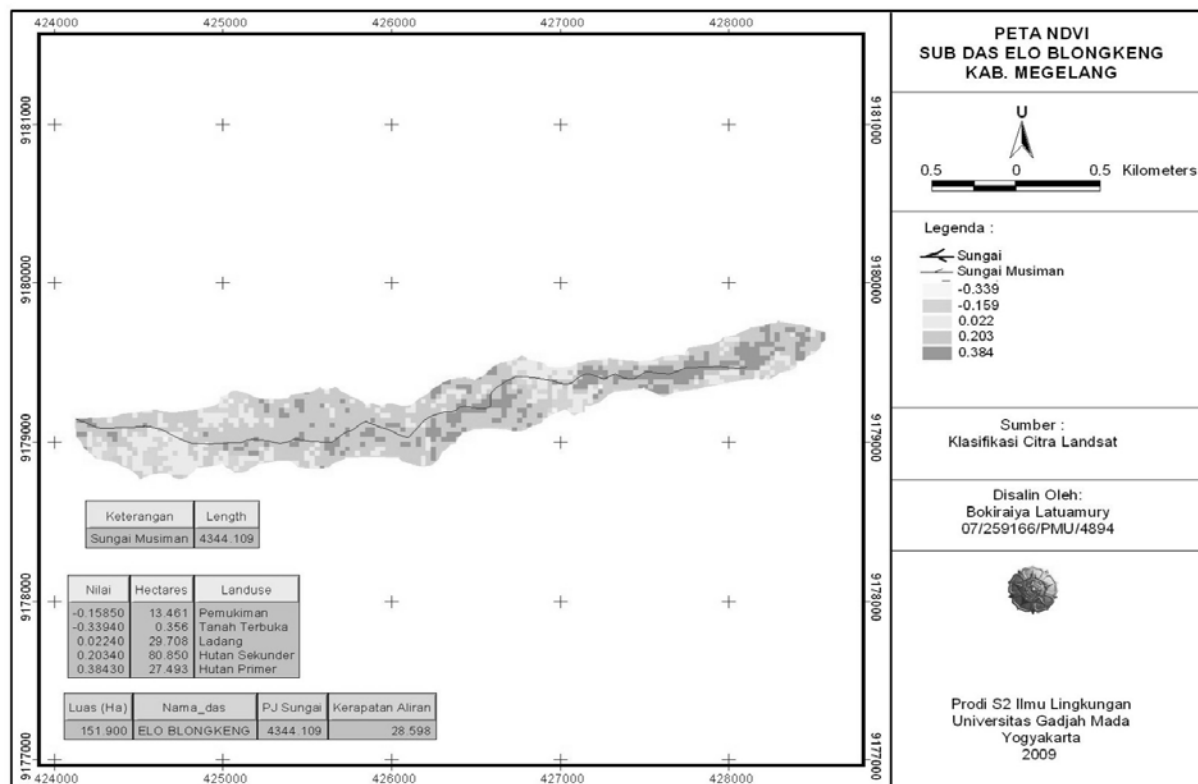 424000 425000 426000 427000 428000
9181000 9181000
9180000 9180000
9179000 9179000
9178000 9178000
9177000 9177000
424000 425000 426000 427000 428000
Keterangan Length
Sungai Musiman 4344.109
Nilai Hectares Landuse
-0.15850 13.461 Pemukiman
-0.33940 0.356 Tanah Terbuka
0.02240 29.708 Ladang
0.20340 80.850 Hutan Sekunder
0.38430 27.493 Hutan Primer
Luas (Ha) Nama_das PJ Sungai Kerapatan Aliran
151.900 ELO BLONGKENG 4344.109 28.598
PETA NDVI
SUB DAS ELO BLONGKENG
KAB. MEGELANG
U
0.5 0 0.5 Kilometers
Legenda :
Sungai
Sungai Musiman
-0.339
-0.159
0.022
0.203
0.384
Sumber :
Klasifikasi Citra Landsat
Disalin Oleh:
Bokiraiya Latuamury
07/259166/PMU/4894
Prodi S2 Ilmu Lingkungan
Universitas Gadjah Mada
Yogyakarta
2009